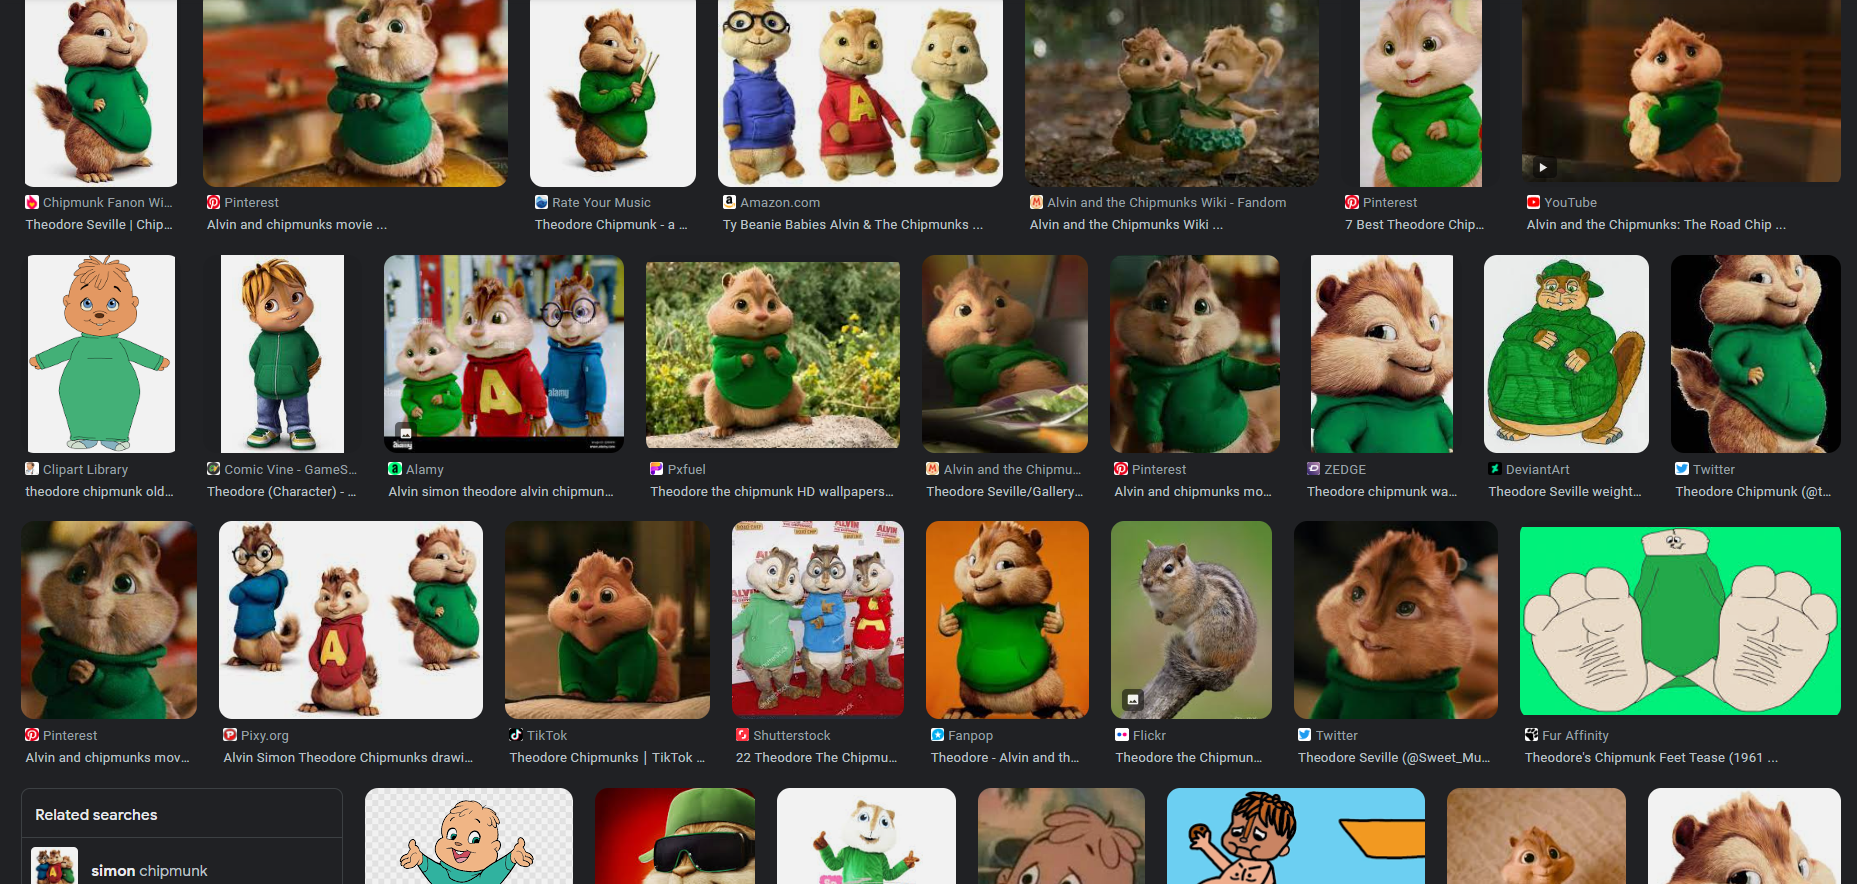 Chipmunk Fanon Wi...
Pinterest
Rate Your Music
Amazon.com
Alvin and the Chipmunks Wiki - Fandom
Pinterest
YouTube
Theodore Seville | Chip...
Alvin and chipmunks movie ...
Theodore Chipmunk - a ...
Ty Beanie Babies Alvin & The Chipmunks ...
Alvin and the Chipmunks Wiki ...
7 Best Theodore Chip...
Alvin and the Chipmunks: The Road Chip ...
Clipart Library
Comic Vine - GameS...
Alamy
Pxfuel
Alvin and the Chipmu...
Pinterest
ZEDGE
DeviantArt
Twitter
theodore chipmunk old...
Theodore (Character) - ...
Alvin simon theodore alvin chipmun...
Theodore the chipmunk HD wallpapers...
Theodore Seville/Gallery...
Alvin and chipmunks mo...
Theodore chipmunk wa...
Theodore Seville weight...
Theodore Chipmunk (@t...
Pinterest
Pixy.org
TikTok
Shutterstock
Fanpop
Flickr
Twitter
Fur Affinity
Alvin and chipmunks mov...
Alvin Simon Theodore Chipmunks drawi...
Theodore Chipmunks | TikTok ...
22 Theodore The Chipmu...
Theodore - Alvin and th...
Theodore the Chipmun...
Theodore Seville (@Sweet_Mu...
Theodore's Chipmunk Feet Tease (1961 ...
Related searches
simon chipmunk